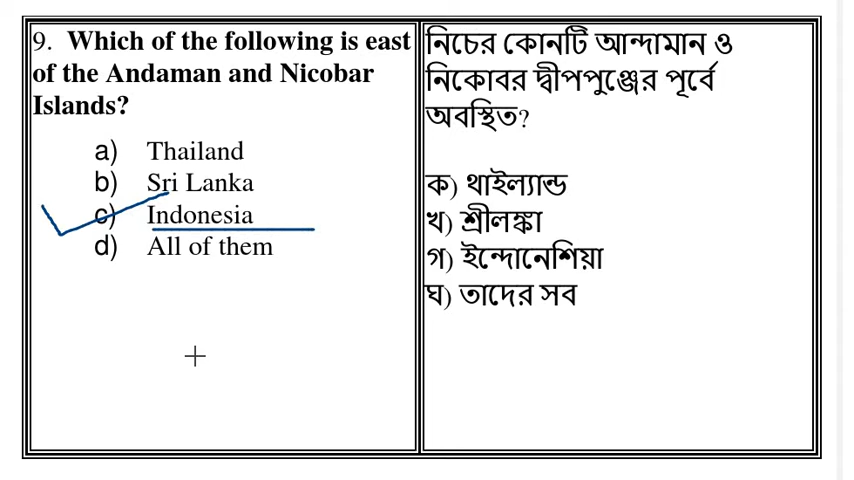 9. Which of the following is east
of the Andaman and Nicobar
Islands?
a) Thailand
b) Sri Lanka
c) Indonesia
d) All of them
নিচের কোনটি আন্দামান ও
নিকোবর দ্বীপপুঞ্জের পূর্বে
অবস্থিত?
ক) থাইল্যান্ড
খ) শ্রীলঙ্কা
গ) ইন্দোনেশিয়া
ঘ) তাদের সব